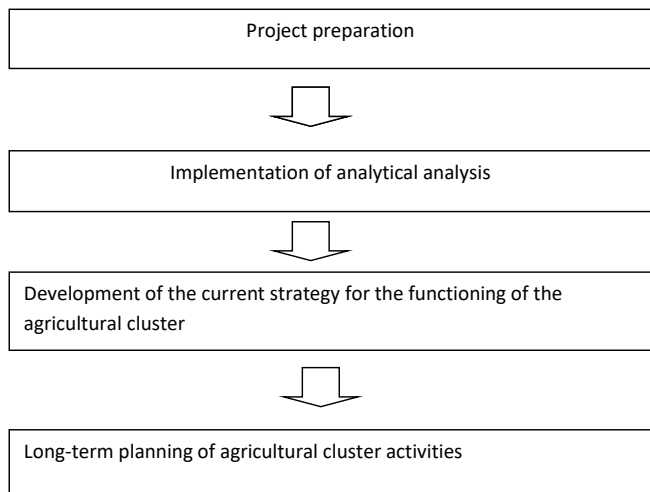 Project preparation
Implementation of analytical analysis
Development of the current strategy for the functioning of the
agricultural cluster
Long-term planning of agricultural cluster activities